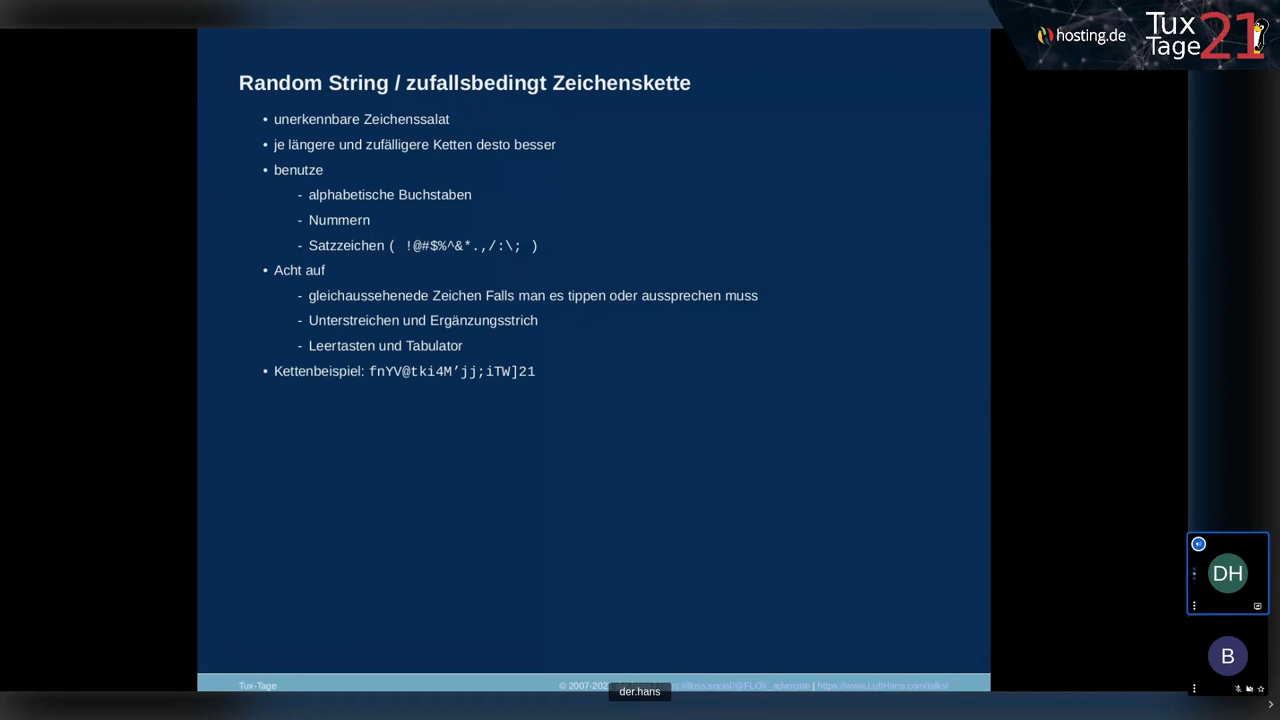 hosting.de
Tux
Tage
21
Random String / zufallsbedingt Zeichenskette
• unerkennbare Zeichenssalat
• je längere und zufälligere Ketten desto besser
• benutze
- alphabetische Buchstaben
- Nummern
- Satzzeichen ( !@#$%^&*.,/:\; )
• Acht auf
- gleichaussehenede Zeichen Falls man es tippen oder aussprechen muss
- Unterstreichen und Ergänzungsstrich
- Leertasten und Tabulator
• Kettenbeispiel: fnYV@tki4M’jj;iTW]21
DH
B
Tux-Tage
© 2007-202
| https://www.LuftHans.com/talks/
der.hans